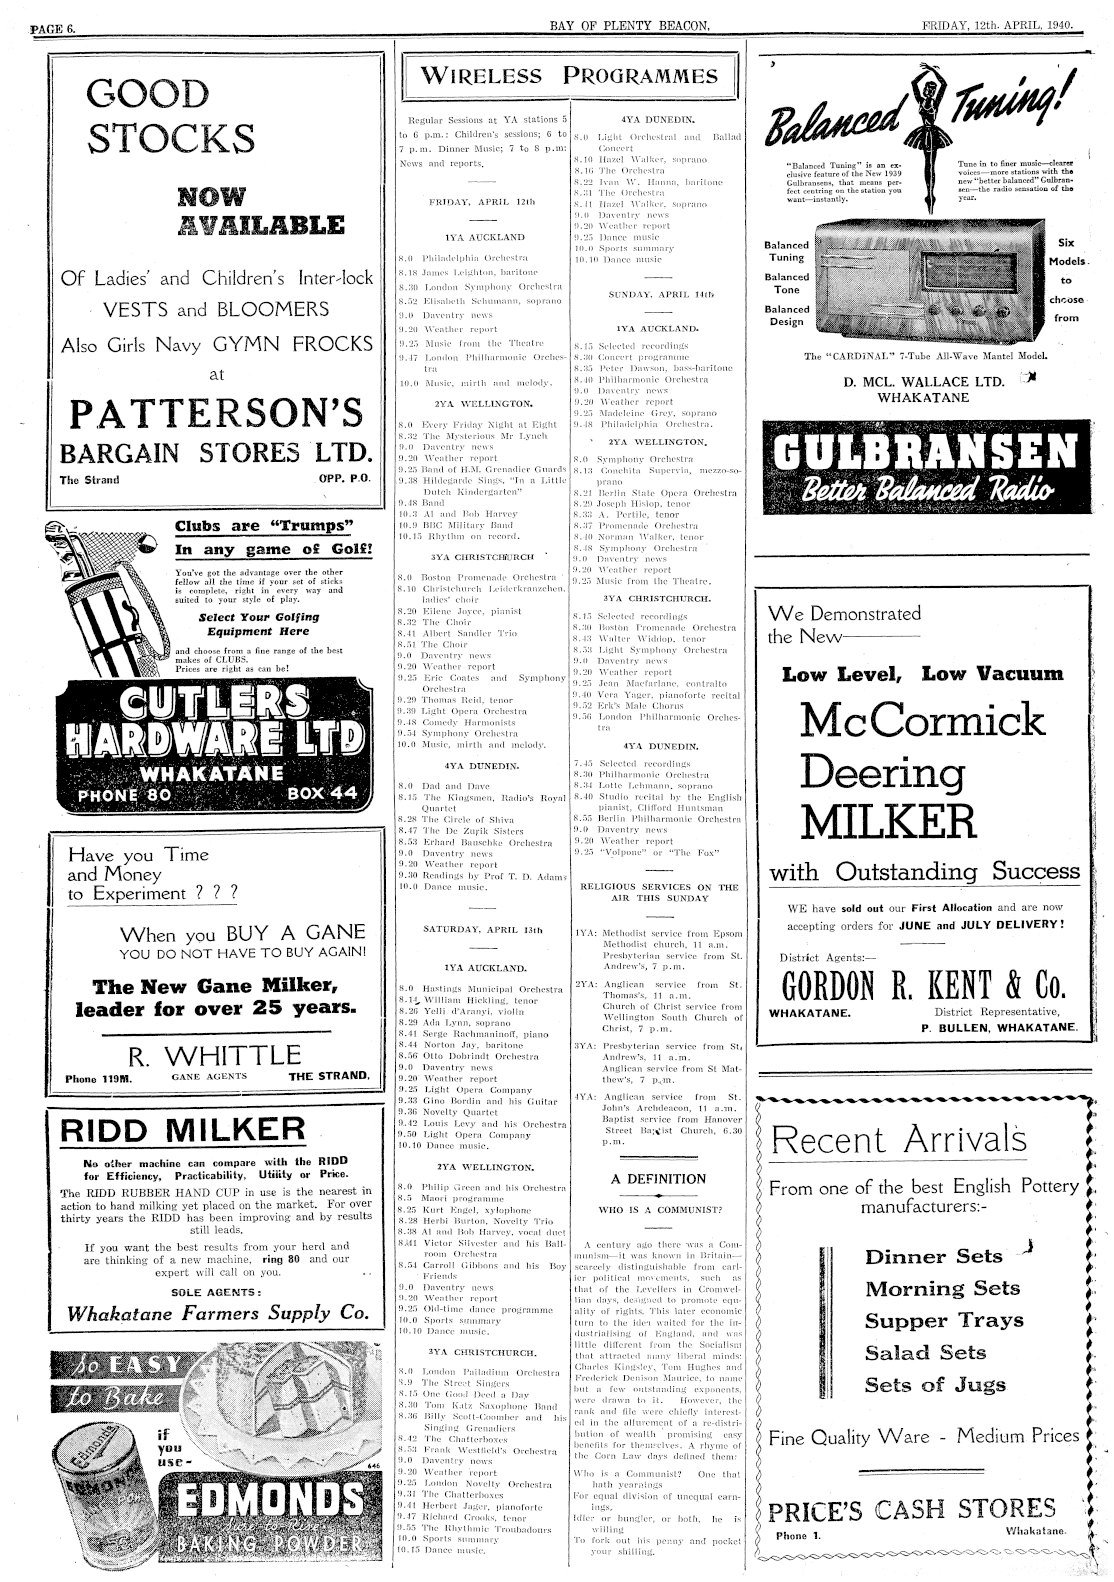 PAGE 6.
BAY OF PLENTY BEACON,
FRIDAY, 12th. APRIL, 1940.
GOOD
STOCKS
NOW
AVAILABLE
Of Ladies' and Children's Inter-lock
VESTS and BLOOMERS
Also Girls Navy GYMN FROCKS
at
PATTERSON'S
BARGAIN STORES LTD.
The Strand OPP. P.O.
Clubs are "Trumps"
In any game of Golf!
You've got the advantage over the other
fellow all the time if your set of sticks
is complete, right in every way and
suited to your style of play.
Select Your Golfing
Equipment Here
and choose from a fine range of the best
makes of CLUBS.
Prices are right as can be!
CUTLERS
HARDWARE LTD
WHAKATANE
PHONE 80 BOX 44
Have you Time
and Money
to Experiment ? ? ?
When you BUY A GANE
YOU DO NOT HAVE TO BUY AGAIN!
The New Gane Milker,
leader for over 25 years.
R. WHITTLE
Phone 119M. GANE AGENTS THE STRAND.
RIDD MILKER
No other machine can compare with the RIDD
for Efficiency, Practicability, Utility or Price.
The RIDD RUBBER HAND CUP in use is the nearest in
action to hand milking yet placed on the market. For over
thirty years the RIDD has been improving and by results
still leads.
If you want the best results from your herd and
are thinking of a new machine, ring 80 and our
expert will call on you.
SOLE AGENTS:
Whakatane Farmers Supply Co.
So EASY
to Bake
if
you
use-
Edmonds
646
EDMONDS
BAKING POWDER
WIRELESS PROGRAMMES
Regular Sessions at YA stations 5
to 6 p.m.: Children's sessions; 6 to
7 p.m. Dinner Music; 7 to 8 p.m:
News and reports.
FRIDAY, APRIL 12th
1YA AUCKLAND
8.0 Philadelphia Orchestra
8.18 James Leighton, baritone
8.30 London Symphony Orchestra
8.52 Elisabeth Schumann, soprano
9.0 Daventry news
9.20 Weather report
9.25 Music from the Theatre
9.47 London Philharmonic Orches-
tra
10.0 Music, mirth and melody.
2YA WELLINGTON.
8.0 Every Friday Night at Eight
8.32 The Mysterious Mr Lynch
9.0 Daventry news
9.20 Weather report
9.25 Band of H.M. Grenadier Guards
9.38 Hildegarde Sings, "In a Little
Dutch Kindergarten"
9.48 Band
10.3 Al and Bob Harvey
10.9 BBC Military Band
10.15 Rhythm on record.
3YA CHRISTCHURCH
8.0 Boston Promenade Orchestra
8.10 Christchurch Leiderkranzchen,
ladies' choir
8.20 Eilene Joyce, pianist
8.32 The Choir
8.41 Albert Sandler Trio
8.51 The Choir
9.0 Daventry news
9.20 Weather report
9.25 Eric Coates and Symphony
Orchestra
9.29 Thomas Reid, tenor
9.39 Light Opera Orchestra
9.48 Comedy Harmonists
9.54 Symphony Orchestra
10.0 Music, mirth and melody.
4YA DUNEDIN.
8.0 Dad and Dave
8.15 The Kingsmen, Radio's Royal
Quartet
8.28 The Circle of Shiva
8.47 The De Zurik Sisters
8.53 Erhard Bauschke Orchestra
9.0 Daventry news
9.20 Weather report
9.30 Readings by Prof T. D. Adams
10.0 Dance music.
SATURDAY, APRIL 13th
1YA AUCKLAND.
8.0 Hastings Municipal Orchestra
8.14 William Hickling, tenor
8.26 Yelli d'Aranyi, violin
8.29 Ada Lynn, soprano
8.41 Serge Rachmaninoff, piano
8.44 Norton Jay, baritone
8.56 Otto Dobrindt Orchestra
9.0 Daventry news
9.20 Weather report
9.25 Light Opera Company
9.33 Gino Bordin and his Guitar
9.36 Novelty Quartet
9.42 Louis Levy and his Orchestra
9.50 Light Opera Company
10.10 Dance music.
2YA WELLINGTON.
8.0 Philip Green and his Orchestra
8.5 Maori programme
8.25 Kurt Engel, xylophone
8.28 Herbi Burton, Novelty Trio
8.38 Al and Bob Harvey, vocal duet
8.41 Victor Silvester and his Ball-
room Orchestra
8.54 Carroll Gibbons and his Boy
Friends
9.0 Daventry news
9.20 Weather report
9.25 Old-time dance programme
10.0 Sports summary
10.10 Dance music.
3YA CHRISTCHURCH.
8.0 London Palladium Orchestra
8.9 The Street Singers
8.15 One Good Deed a Day
8.30 Tom Katz Saxophone Band
8.36 Billy Scott-Coomber and his
Singing Grenadiers
8.42 The Chatterboxes
8.53 Frank Westfield's Orchestra
9.0 Daventry news
9.20 Weather report
9.25 London Novelty Orchestra
9.31 The Chatterboxes
9.41 Herbert Jager, pianoforte
9.47 Richard Crooks, tenor
9.55 The Rhythmic Troubadours
10.0 Sports summary
10.15 Dance music.
4YA DUNEDIN.
8.0 Light Orchestral and Ballad
Concert
8.10 Hazel Walker, soprano
8.16 The Orchestra
8.22 Ivan W. Hanna, baritone
8.31 The Orchestra
8.41 Hazel Walker, soprano
9.0 Daventry news
9.20 Weather report
9.25 Dance music
10.0 Sports summary
10.10 Dance music
SUNDAY, APRIL 14th
1YA AUCKLAND.
8.15 Selected recordings
8.30 Concert programme
8.35 Peter Dawson, bass-baritone
8.40 Philharmonic Orchestra
9.0 Daventry news
9.20 Weather report
9.25 Madeleine Grey, soprano
9.48 Philadelphia Orchestra.
2YA WELLINGTON,
8.0 Symphony Orchestra
8.13 Conchita Supervia, mezzo-so-
prano
8.21 Berlin State Opera Orchestra
8.29 Joseph Hislop, tenor
8.33 A. Pertile, tenor
8.37 Promenade Orchestra
8.40 Norman Walker, tenor
8.48 Symphony Orchestra
9.0 Daventry news
9.20 Weather report
9.25 Music from the Theatre.
3YA CHRISTCHURCH.
8.15 Selected recordings
8.30 Boston Promenade Orchestra
8.43 Walter Widdop, tenor
8.53 Light Symphony Orchestra
9.0 Daventry news
9.20 Weather report
9.25 Jean Macfarlane, contralto
9.40 Vera Yager, pianoforte recital
9.52 Erk's Male Chorus
9.56 London Philharmonic Orches-
tra
4YA DUNEDIN.
7.45 Selected recordings
8.30 Philharmonic Orchestra
8.34 Lotte Lehmann, soprano
8.40 Studio recital by the English
pianist, Clifford Huntsman
8.55 Berlin Philharmonic Orchestra
9.0 Daventry news
9.20 Weather report
9.25 "Volpone" or "The Fox"
RELIGIOUS SERVICES ON THE
AIR THIS SUNDAY
1YA: Methodist service from Epsom
Methodist church, 11 a.m.
Presbyterian service from St.
Andrew's, 7 p.m.
2YA: Anglican service from St.
Thomas's, 11 a.m.
Church of Christ service from
Wellington South Church of
Christ, 7 p.m.
3YA: Presbyterian service from St.
Andrew's, 11 a.m.
Anglican service from St Mat-
thew's, 7 p.m.
4YA: Anglican service from St.
John's Archdeacon, 11 a.m.
Baptist service from Hanover
Street Baptist Church, 6.30
p.m.
A DEFINITION
WHO IS A COMMUNIST?
A century ago there was a Com-
munism—it was known in Britain—
scarcely distinguishable from earl-
ier political movements, such as
that of the Levellers in Cromwel-
lian days, designed to promote equ-
ality of rights. This later economic
turn to the idea waited for the in-
dustrialising of England, and was
little different from the Socialism
that attracted many liberal minds:
Charles Kingsley, Tom Hughes and
Frederick Denison Maurice, to name
but a few outstanding exponents,
were drawn to it. However, the
rank and file were chiefly interest-
ed in the allurement of a re-distri-
bution of wealth promising easy
benefits for themselves. A rhyme of
the Corn Law days defined them:
Who is a Communist? One that
hath yearnings
For equal division of unequal earn-
ings,
Idler or bungler, or both, he is
willing
To fork out his penny and pocket
your shilling.
Balanced Tuning!
"Balanced Tuning" is an ex-
clusive feature of the New 1939
Gulbransens, that means per-
fect centring on the station you
want—instantly.
Tune in to finer music—clearer
voices—more stations with the
new "better balanced" Gulbran-
sen—the radio sensation of the
year.
Balanced
Tuning
Balanced
Tone
Balanced
Design
Six
Models
to
choose
from
The "CARDINAL" 7-Tube All-Wave Mantel Model.
D. MCL. WALLACE LTD.
WHAKATANE
GULBRANSEN
Better Balanced Radio
We Demonstrated
the New
Low Level, Low Vacuum
McCormick
Deering
MILKER
with Outstanding Success
WE have sold out our First Allocation and are now
accepting orders for JUNE and JULY DELIVERY!
District Agents:—
GORDON R. KENT & Co.
WHAKATANE. District Representative,
P. BULLEN, WHAKATANE.
Recent Arrivals
From one of the best English Pottery
manufacturers:-
Dinner Sets
Morning Sets
Supper Trays
Salad Sets
Sets of Jugs
Fine Quality Ware - Medium Prices
PRICE'S CASH STORES
Phone 1. Whakatane.